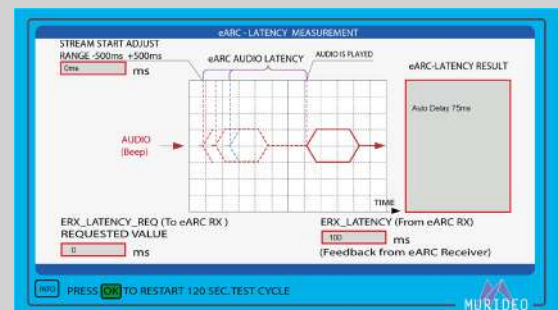 eARC - LATENCY MEASUREMENT
STREAM START ADJUST
RANGE -500ms +500ms
0ms
ms
eARC AUDIO LATENCY
AUDIO IS PLAYED
eARC-LATENCY RESULT
Auto Delay 75ms
AUDIO
(Beep)
TIME
ERX_LATENCY_REQ (To eARC RX )
REQUESTED VALUE
0
ms
ERX_LATENCY (From eARC RX)
100
ms
(Feedback from eARC Receiver)
INFO PRESS OK TO RESTART 120 SEC.TEST CYCLE
MURIDEO